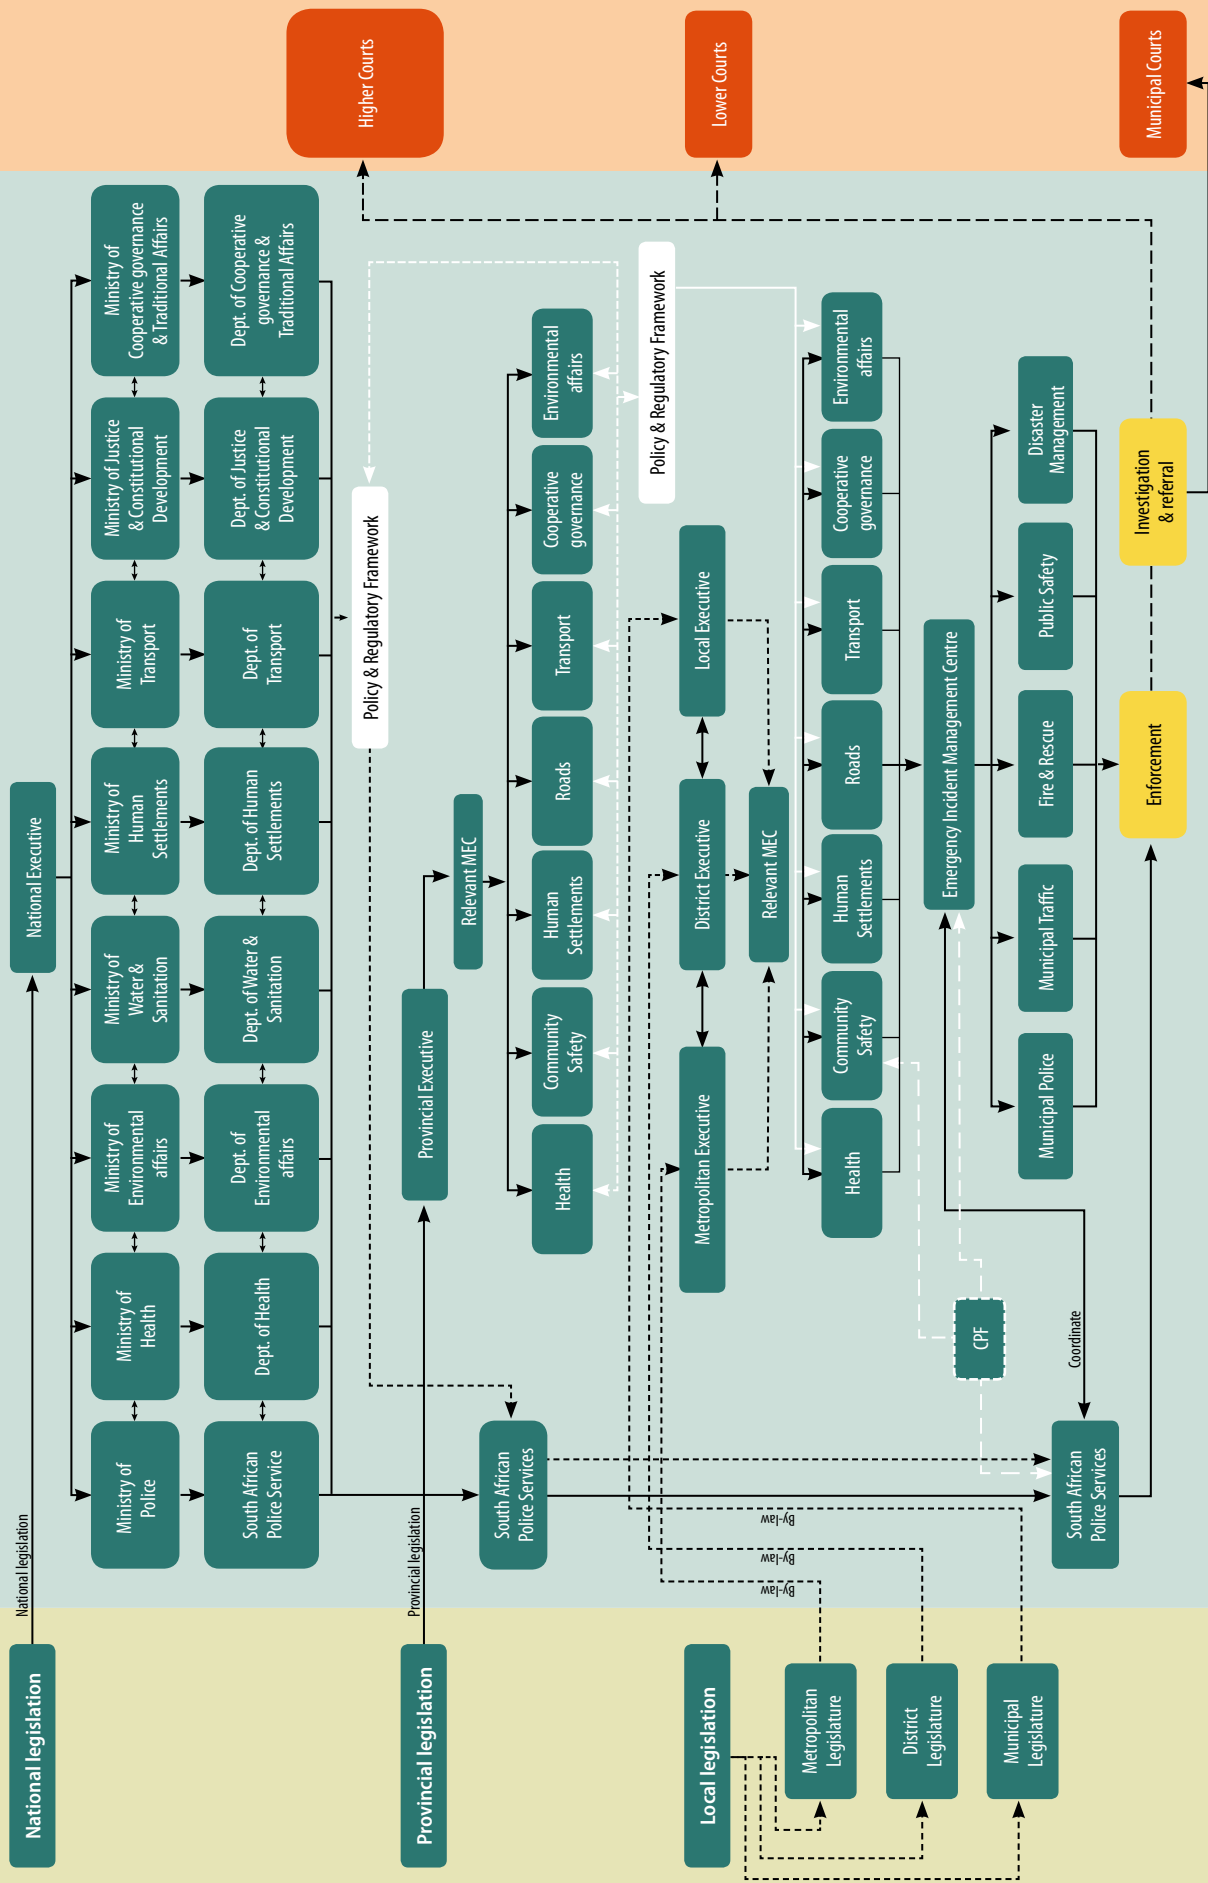 National legislation
National legislation
National Executive
Ministry of
Police
Ministry of
Health
Ministry of
Environmental
affairs
Ministry of
Water &
Sanitation
Ministry of
Human
Settlements
Ministry of
Transport
Ministry of Justice
& Constitutional
Development
Ministry of
Cooperative governance
& Traditional Affairs
South African
Police Service
Dept. of Health
Dept. of
Environmental
affairs
Dept. of Water &
Sanitation
Dept. of Human
Settlements
Dept. of
Transport
Dept. of Justice
& Constitutional
Development
Dept. of Cooperative
governance &
Traditional Affairs
Higher Courts
Policy & Regulatory Framework
Provincial legislation
Provincial legislation
Provincial Executive
Relevant MEC
South African
Police Services
Health
Community
Safety
Human
Settlements
Roads
Transport
Cooperative
governance
Environmental
affairs
Policy & Regulatory Framework
Local legislation
Metropolitan Executive
District Executive
Local Executive
Lower Courts
Relevant MEC
By-law
By-law
By-law
Metropolitan
Legislature
District
Legislature
Municipal
Legislature
Health
Community
Safety
Human
Settlements
Roads
Transport
Cooperative
governance
Environmental
affairs
Emergency Incident Management Centre
CPF
Coordinate
Municipal Police
Municipal Traffic
Fire & Rescue
Public Safety
Disaster
Management
South African
Police Services
Enforcement
Investigation
& referral
Municipal Courts